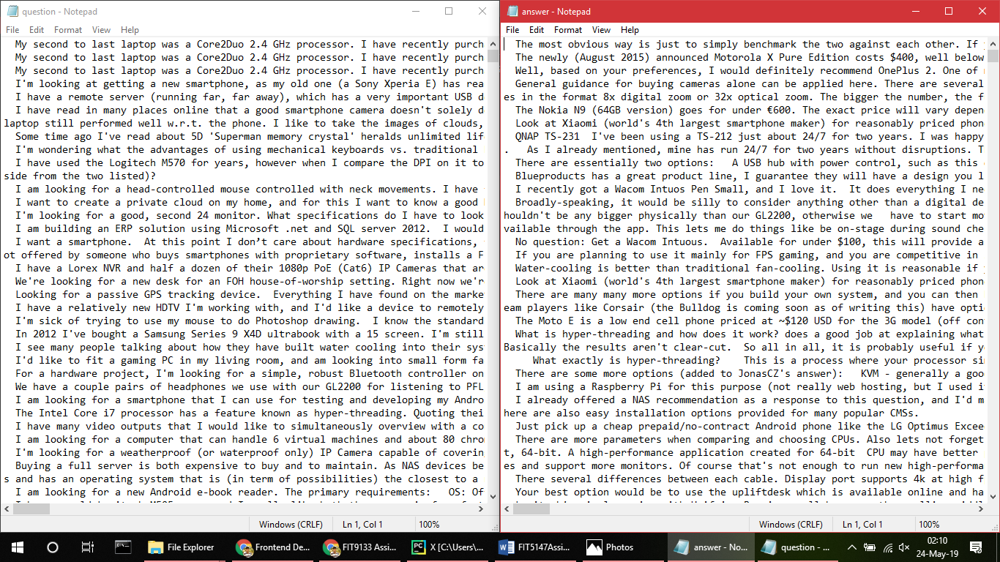 question - Notepad
File Edit Format View Help
My second to last laptop was a Core2Duo 2.4 GHz processor. I have recently purch
My second to last laptop was a Core2Duo 2.4 GHz processor. I have recently purch
My second to last laptop was a Core2Duo 2.4 GHz processor. I have recently purch
I'm looking at getting a new smartphone, as my old one (a Sony Xperia E) has rea
I have a remote server (running far, far away), which has a very important USB d
I have read in many places online that a good smartphone camera doesn't solely d
laptop still performed well w.r.t. the phone. I like to take the images of clouds,
Some time ago I've read about 5D 'Superman memory crystal' heralds unlimited lif
I'm wondering what the advantages of using mechanical keyboards vs. traditional
I have used the Logitech M570 for years, however when I compare the DPI on it to
side from the two listed)?
I am looking for a head-controlled mouse controlled with neck movements. I have
I want to create a private cloud on my home, and for this I want to know a good
I'm looking for a good, second 24 monitor. What specifications do I have to look
I am building an ERP solution using Microsoft .net and SQL server 2012.  I would
I want a smartphone.  At this point I don't care about hardware specifications,
ot offered by someone who buys smartphones with proprietary software, installs a F
I have a Lorex NVR and half a dozen of their 1080p PoE (Cat6) IP Cameras that ar
We're looking for a new desk for an FOH house-of-worship setting. Right now we'r
Looking for a passive GPS tracking device.  Everything I have found on the marke
I have a relatively new HDTV I'm working with, and I'd like a device to remotely
I'm sick of trying to use my mouse to do Photoshop drawing.  I know the standard
In 2012 I've bought a Samsung Series 9 X4D ultrabook with a 15 screen. I'm still
I see many people talking about how they have built water cooling into their sys
I'd like to fit a gaming PC in my living room, and am looking into small form fa
For a hardware project, I'm looking for a simple, robust Bluetooth controller on
We have a couple pairs of headphones we use with our GL2200 for listening to PFL
I am looking for a smartphone that I can use for testing and developing my Andro
The Intel Core i7 processor has a feature known as hyper-threading. Quoting thei
I have many video outputs that I would like to simultaneously overview with a co
I am looking for a computer that can handle 6 virtual machines and about 80 chro
I'm looking for a weatherproof (or waterproof only) IP Camera capable of coverin
Buying a full server is both expensive to buy and to maintain. As NAS devices be
s and has an operating system that is (in term of possibilities) the closest to a
I am looking for a new Android e-book reader. The primary requirements:   OS: Of
Windows (CRLF) Ln 1, Col 1 100%
answer - Notepad
File Edit Format View Help
The most obvious way is just to simply benchmark the two against each other. If
The newly (August 2015) announced Motorola X Pure Edition costs $400, well below
Well, based on your preferences, I would definitely recommend OnePlus 2. One of
General guidance for buying cameras alone can be applied here. There are several
es in the format 8x digital zoom or 32x optical zoom. The bigger the number, the f
The Nokia N9 (64GB version) goes for under €600. The exact price will vary depen
Look at Xiaomi (world's 4th largest smartphone maker) for reasonably priced phon
QNAP TS-231  I've been using a TS-212 just about 24/7 for two years. I was happy
.   As I already mentioned, mine has run 24/7 for two years without disruptions. T
There are essentially two options:   A USB hub with power control, such as this
Blueproducts has a great product line, I guarantee they will have a design you l
I recently got a Wacom Intuos Pen Small, and I love it.  It does everything I ne
Broadly-speaking, it would be silly to consider anything other than a digital de
houldn't be any bigger physically than our GL2200, otherwise we   have to start mo
vailable through the app. This lets me do things like be on-stage during sound che
No question: Get a Wacom Intuous.  Available for under $100, this will provide a
If you are planning to use it mainly for FPS gaming, and you are competitive in
Water-cooling is better than traditional fan-cooling. Using it is reasonable if
Look at Xiaomi (world's 4th largest smartphone maker) for reasonably priced phon
There are many many more options if you build your own system, and you can then
eam players like Corsair (the Bulldog is coming soon as of writing this) have opti
The Moto E is a low end cell phone priced at ~$120 USD for the 3G model (off con
What is hyper-threading and how does it work? does a good job at explaining what
Basically the results aren't clear-cut.  So all in all, it is probably useful if y
What exactly is hyper-threading?    This is a process where your processor si
There are some more options (added to JonasCZ's answer):   KVM - generally a goo
I am using a Raspberry Pi for this purpose (not really web hosting, but I used i
I already offered a NAS recommendation as a response to this question, and I'd m
here are also easy installation options provided for many popular CMSs.
Just pick up a cheap prepaid/no-contract Android phone like the LG Optimus Excee
There are more parameters when comparing and choosing CPUs. Also lets not forget
t, 64-bit. A high-performance application created for 64-bit  CPU may have better
es and support more monitors. Of course that's not enough to run new high-performa
There several differences between each cable. Display port supports 4k at high f
Your best option would be to use the upliftdesk which is available online and ha
Windows (CRLF) Ln 1, Col 1 100%
File Explorer
Frontend De...
FIT9133 Assi...
X [C:\Users\...
FIT5147Assi...
Photos
answer - No...
question - ...
02:10
24-May-19